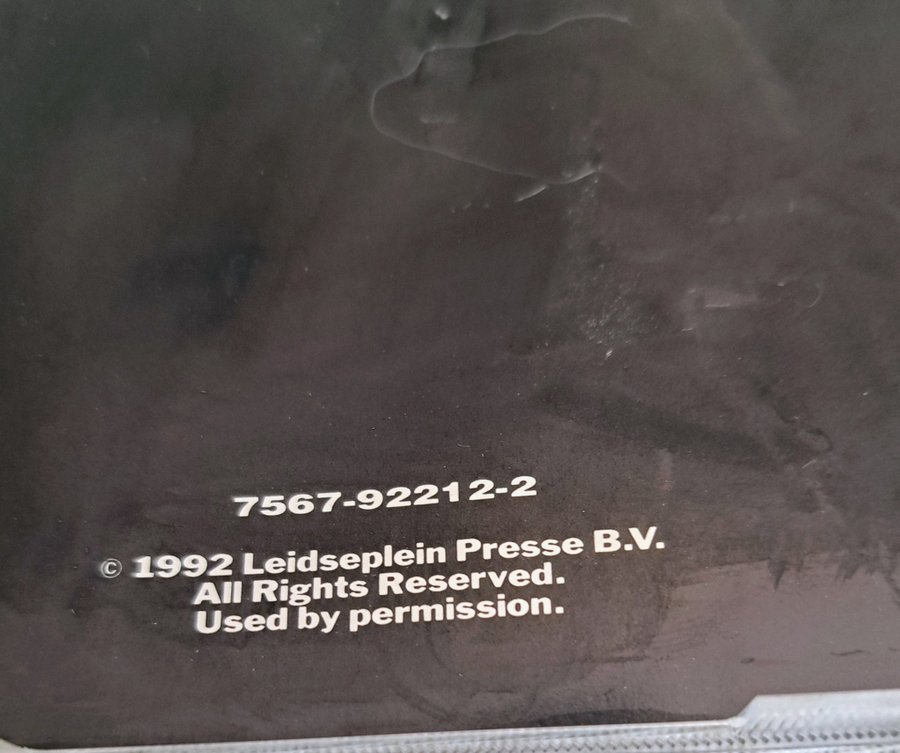 7567-92212-2
© 1992 Leidseplein Presse B.V.
All Rights Reserved.
Used by permission.